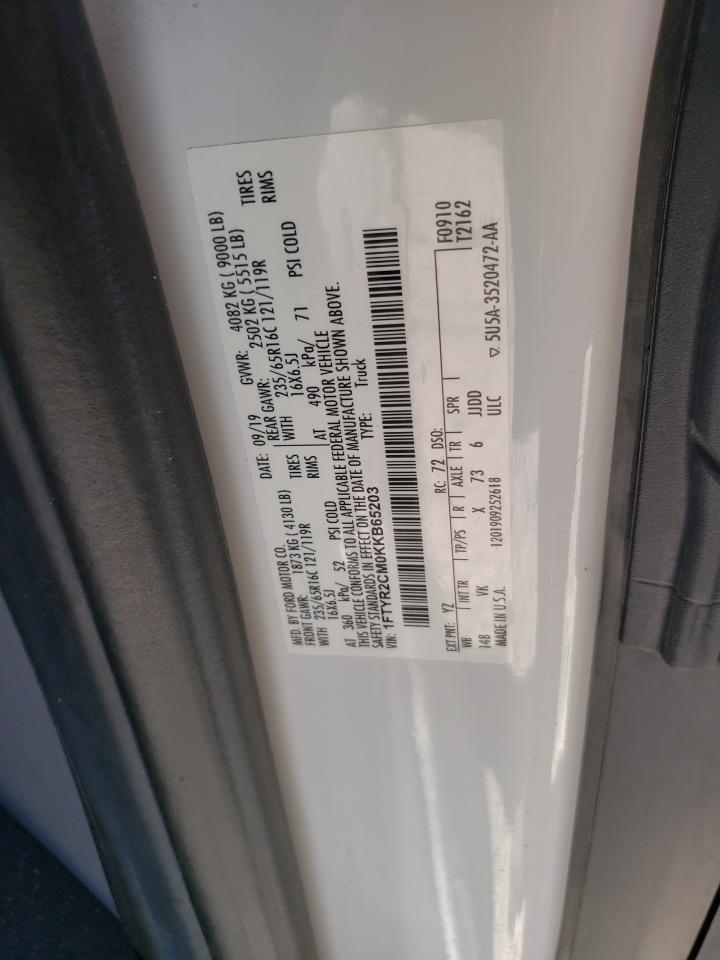 MFD. BY FORD MOTOR CO.
DATE: 09/19 GVWR: 4082 KG ( 9000 LB)
FRONT GAWR: 1873 KG ( 4130 LB) REAR GAWR: 2502 KG ( 5515 LB)
WITH 235/65R16C 121/119R TIRES WITH 235/65R16C 121/119R TIRES
16X6.5J RIMS 16X6.5J RIMS
AT 360 kPa/ 52 PSI COLD AT 490 kPa/ 71 PSI COLD
THIS VEHICLE CONFORMS TO ALL APPLICABLE FEDERAL MOTOR VEHICLE
SAFETY STANDARDS IN EFFECT ON THE DATE OF MANUFACTURE SHOWN ABOVE.
VIN: 1FTYR2CM0KKB65203 TYPE: Truck
EXT PNT: YZ RC: 72 DSO: F0910
WB INT TR TP/PS R AXLE TR SPR T2162
148 VK X 73 6 JJDD
MADE IN U.S.A. 1201909252618 ULC ▽ 5U5A-3520472-AA